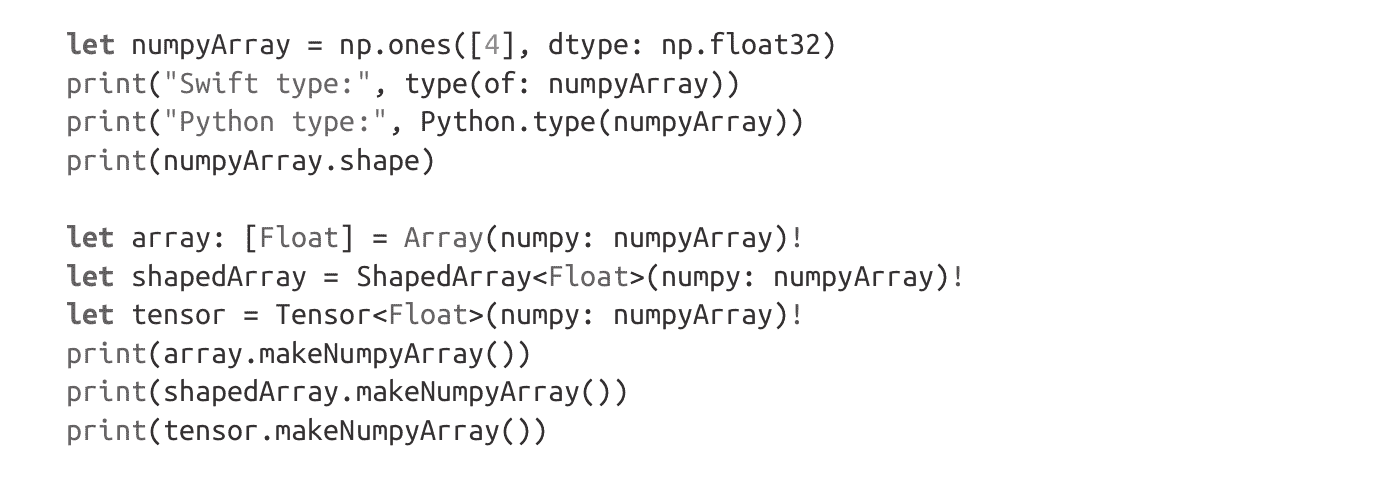 let numpyArray = np.ones([4], dtype: np.float32)
print("Swift type:", type(of: numpyArray))
print("Python type:", Python.type(numpyArray))
print(numpyArray.shape)
let array: [Float] = Array(numpy: numpyArray)!
let shapedArray = ShapedArray<Float>(numpy: numpyArray)!
let tensor = Tensor<Float>(numpy: numpyArray)!
print(array.makeNumpyArray())
print(shapedArray.makeNumpyArray())
print(tensor.makeNumpyArray())